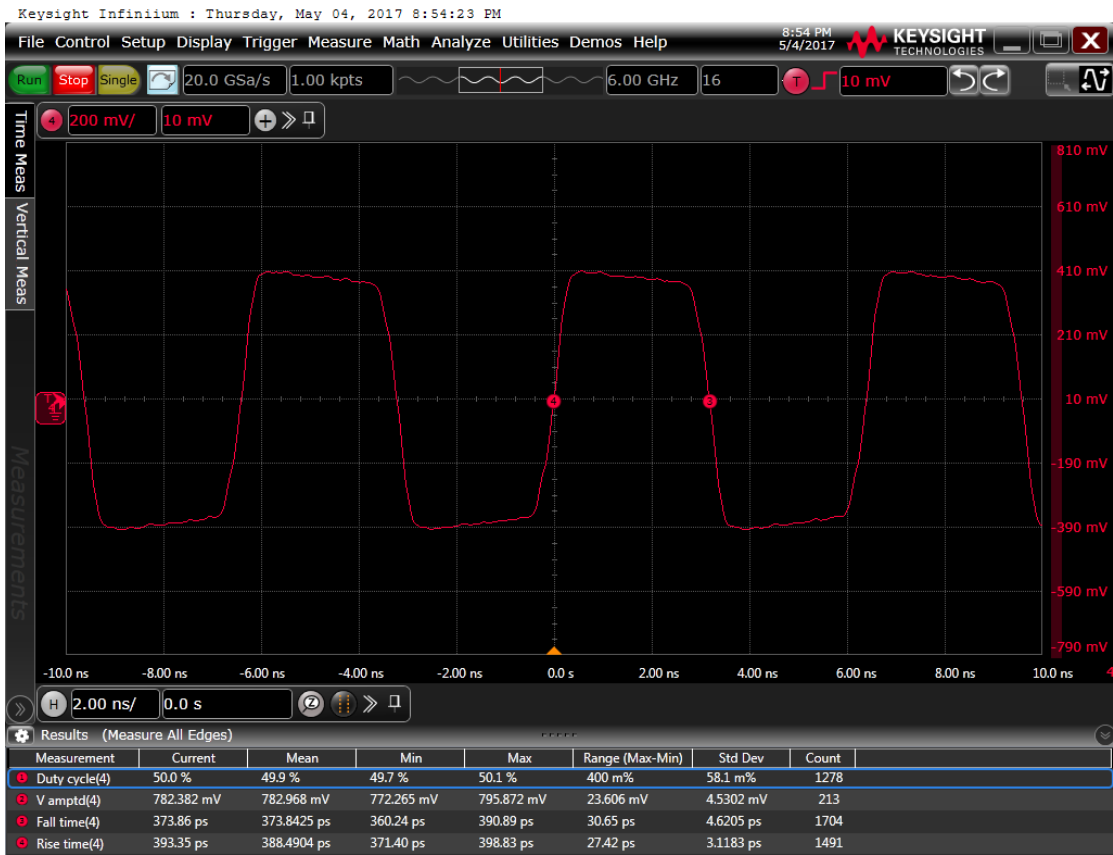 Keysight Infiniium : Thursday, May 04, 2017 8:54:23 PM
File Control Setup Display Trigger Measure Math Analyze Utilities Demos Help 8:54 PM 5/4/2017 KEYSIGHT TECHNOLOGIES
Run Stop Single 20.0 GSa/s 1.00 kpts 6.00 GHz 16 T 10 mV
4 200 mV/ 10 mV
Time Meas
Vertical Meas
Measurements
810 mV
610 mV
410 mV
210 mV
T 4 3 10 mV
-190 mV
-390 mV
-590 mV
-790 mV
-10.0 ns -8.00 ns -6.00 ns -4.00 ns -2.00 ns 0.0 s 2.00 ns 4.00 ns 6.00 ns 8.00 ns 10.0 ns 4
H 2.00 ns/ 0.0 s Z
Results (Measure All Edges)
Measurement Current Mean Min Max Range (Max-Min) Std Dev Count
1 Duty cycle(4) 50.0 % 49.9 % 49.7 % 50.1 % 400 m% 58.1 m% 1278
2 V amptd(4) 782.382 mV 782.968 mV 772.265 mV 795.872 mV 23.606 mV 4.5302 mV 213
3 Fall time(4) 373.86 ps 373.8425 ps 360.24 ps 390.89 ps 30.65 ps 4.6205 ps 1704
4 Rise time(4) 393.35 ps 388.4904 ps 371.40 ps 398.83 ps 27.42 ps 3.1183 ps 1491